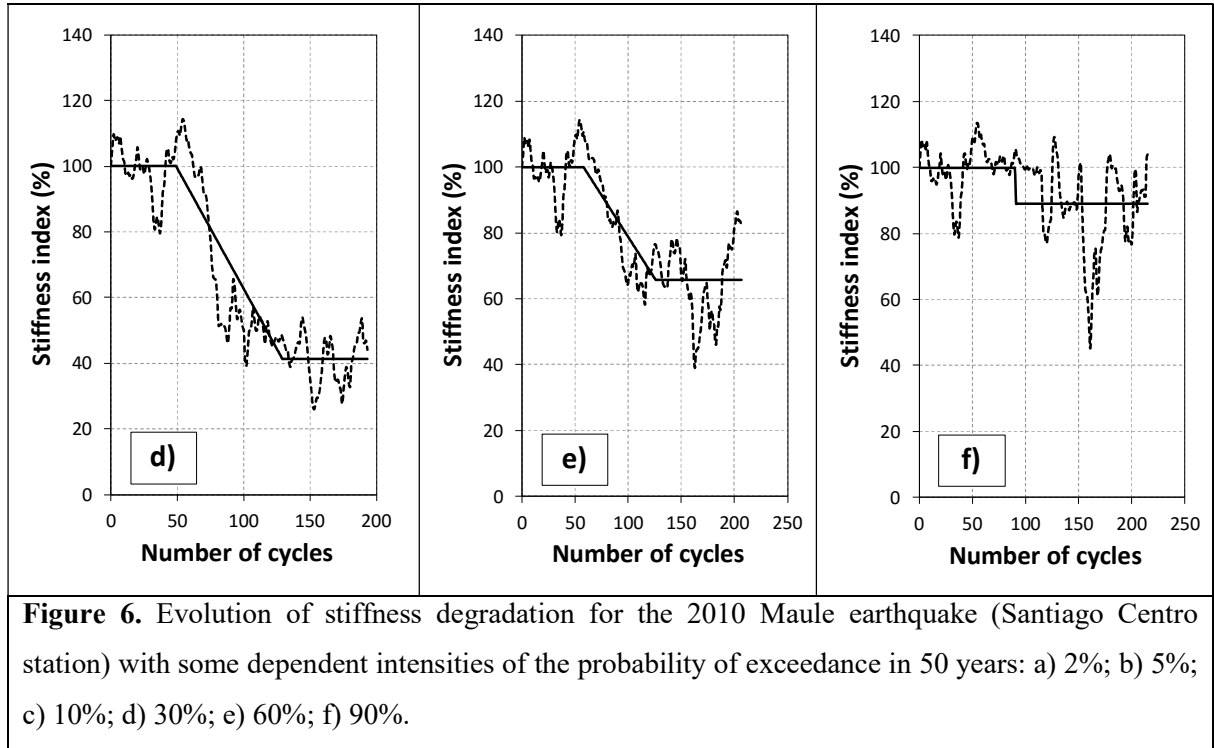 140
120
100
80
60
40
20
0
Stiffness index (%)
d)
0 50 100 150 200
Number of cycles
140
120
100
80
60
40
20
0
Stiffness index (%)
e)
0 50 100 150 200 250
Number of cycles
140
120
100
80
60
40
20
0
Stiffness index (%)
f)
0 50 100 150 200 250
Number of cycles
Figure 6. Evolution of stiffness degradation for the 2010 Maule earthquake (Santiago Centro
station) with some dependent intensities of the probability of exceedance in 50 years: a) 2%; b) 5%;
c) 10%; d) 30%; e) 60%; f) 90%.